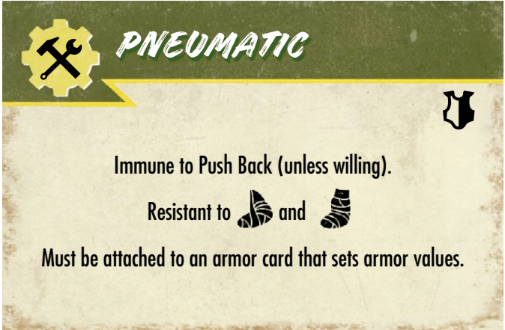 PNEUMATIC
Immune to Push Back (unless willing).
Resistant to and
Must be attached to an armor card that sets armor values.